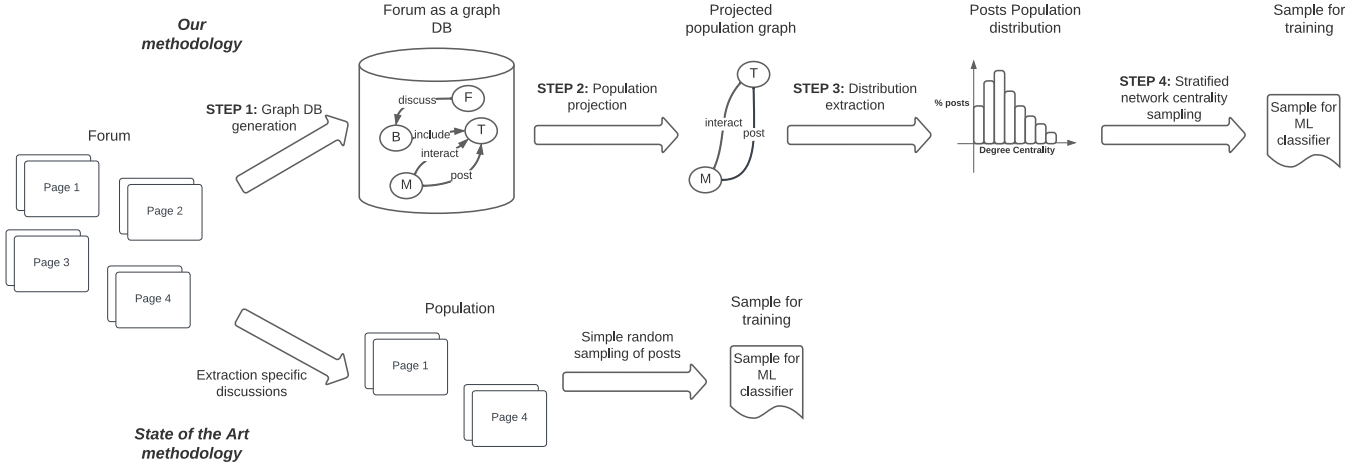 Our
methodology
Forum as a graph
DB
Projected
population graph
Posts Population
distribution
Sample for
training
STEP 1: Graph DB
generation
discuss
F
B
include
T
interact
post
M
STEP 2: Population
projection
T
interact
post
M
STEP 3: Distribution
extraction
% posts
Degree Centrality
STEP 4: Stratified
network centrality
sampling
Sample for
ML
classifier
Forum
Page 1
Page 2
Page 3
Page 4
Extraction specific
discussions
Population
Page 1
Page 4
Simple random
sampling of posts
Sample for
training
Sample for
ML
classifier
State of the Art
methodology